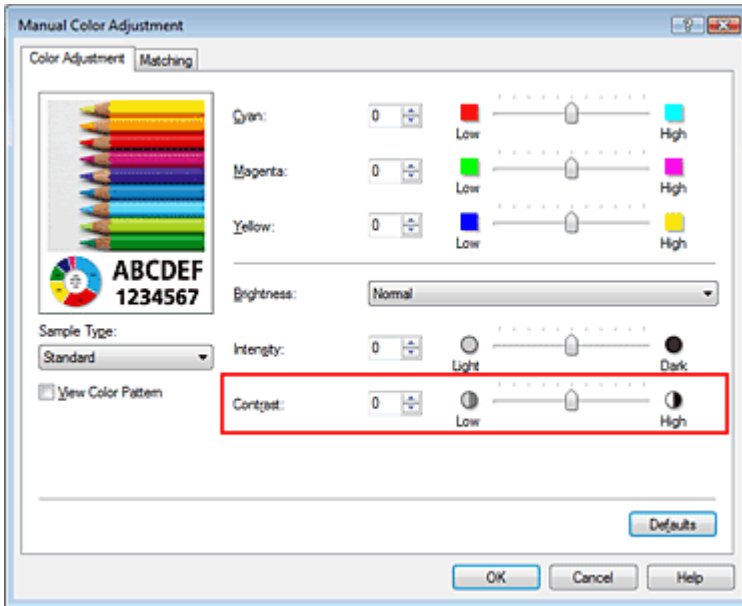 Manual Color Adjustment
Color Adjustment Matching
Cyan: 0 Low High
Magenta: 0 Low High
Yellow: 0 Low High
ABCDEF
1234567
Brightness: Normal
Sample Type:
Standard
Intensity: 0 Light Dark
View Color Pattern
Contrast: 0 Low High
Defaults
OK Cancel Help